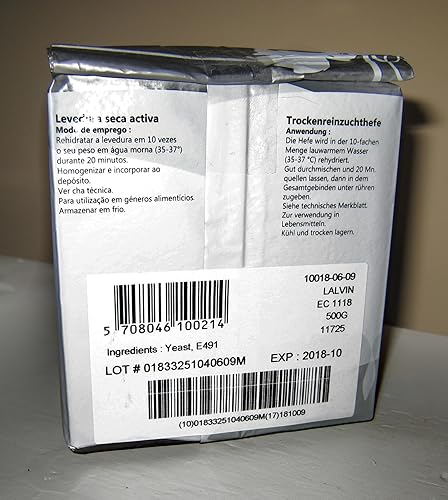 Levedura seca activa
Modo de emprego :
Rehidratar a levedura em 10 vezes
o seu peso em água morna (35-37°)
durante 20 minutos.
Homogenizar e incorporar ao
depósito.
Ver cha técnica.
Para utilização em géneros alimentícios.
Armazenar em frio.
Trockenreinzuchthefe
Anwendung :
Die Hefe wird in der 10-fachen
Menge lauwarmem Wasser
(35-37 °C) rehydriert.
Gut durchmischen und 20 Mn.
quellen lassen, dann in dem
Gesamtgebinden unter rühren
zugeben.
Siehe technisches Merkblatt.
Zur verwendung in
Lebensmitteln.
Kühl und trocken lagern.
10018-06-09
LALVIN
EC 1118
500G
11725
5 708046 100214
Ingredients : Yeast, E491
LOT # 01833251040609M
EXP : 2018-10
(10)01833251040609M(17)181009